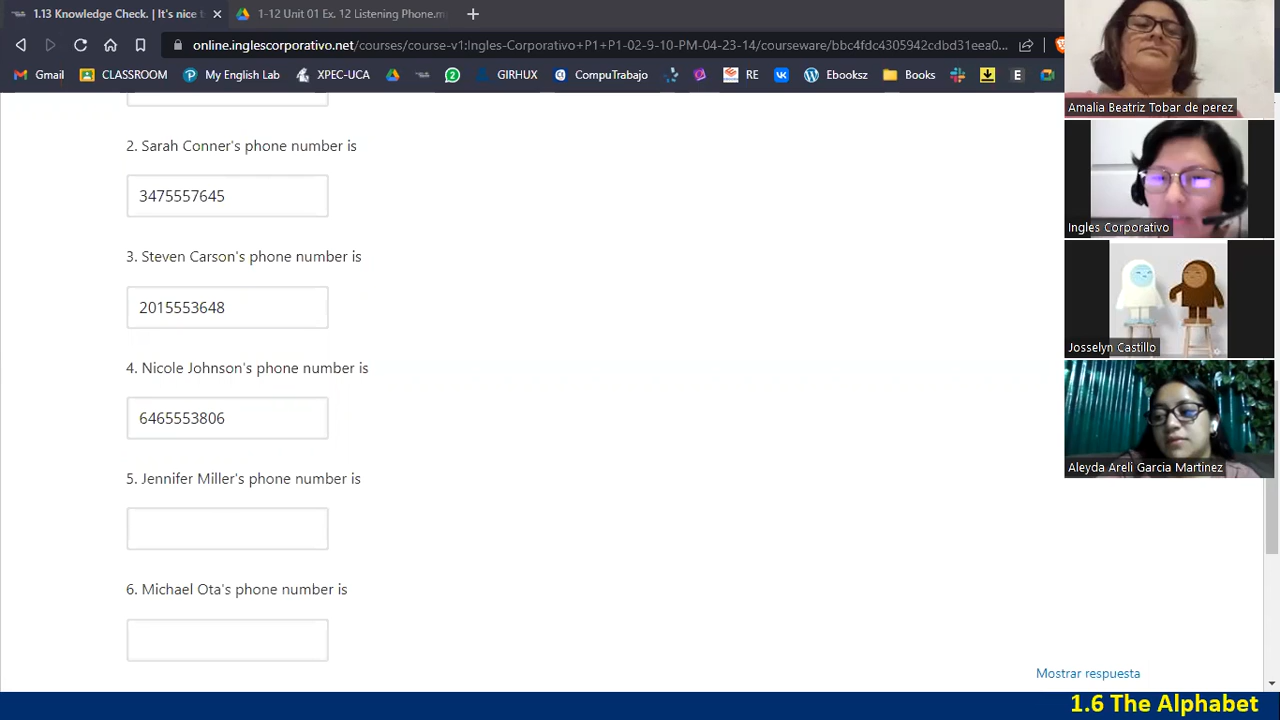 1.13 Knowledge Check. | It's nice t
1-12 Unit 01 Ex. 12 Listening Phone.m
online.inglescorporativo.net/courses/course-v1:Ingles-Corporativo+P1+P1-02-9-10-PM-04-23-14/courseware/bbc4fdc4305942cdbd31eea0...
Gmail CLASSROOM My English Lab XPEC-UCA GIRHUX CompuTrabajo RE Ebooksz Books
Amalia Beatriz Tobar de perez
Ingles Corporativo
Josselyn Castillo
Aleyda Areli Garcia Martinez
2. Sarah Conner's phone number is
3475557645
3. Steven Carson's phone number is
2015553648
4. Nicole Johnson's phone number is
6465553806
5. Jennifer Miller's phone number is
6. Michael Ota's phone number is
Mostrar respuesta
1.6 The Alphabet